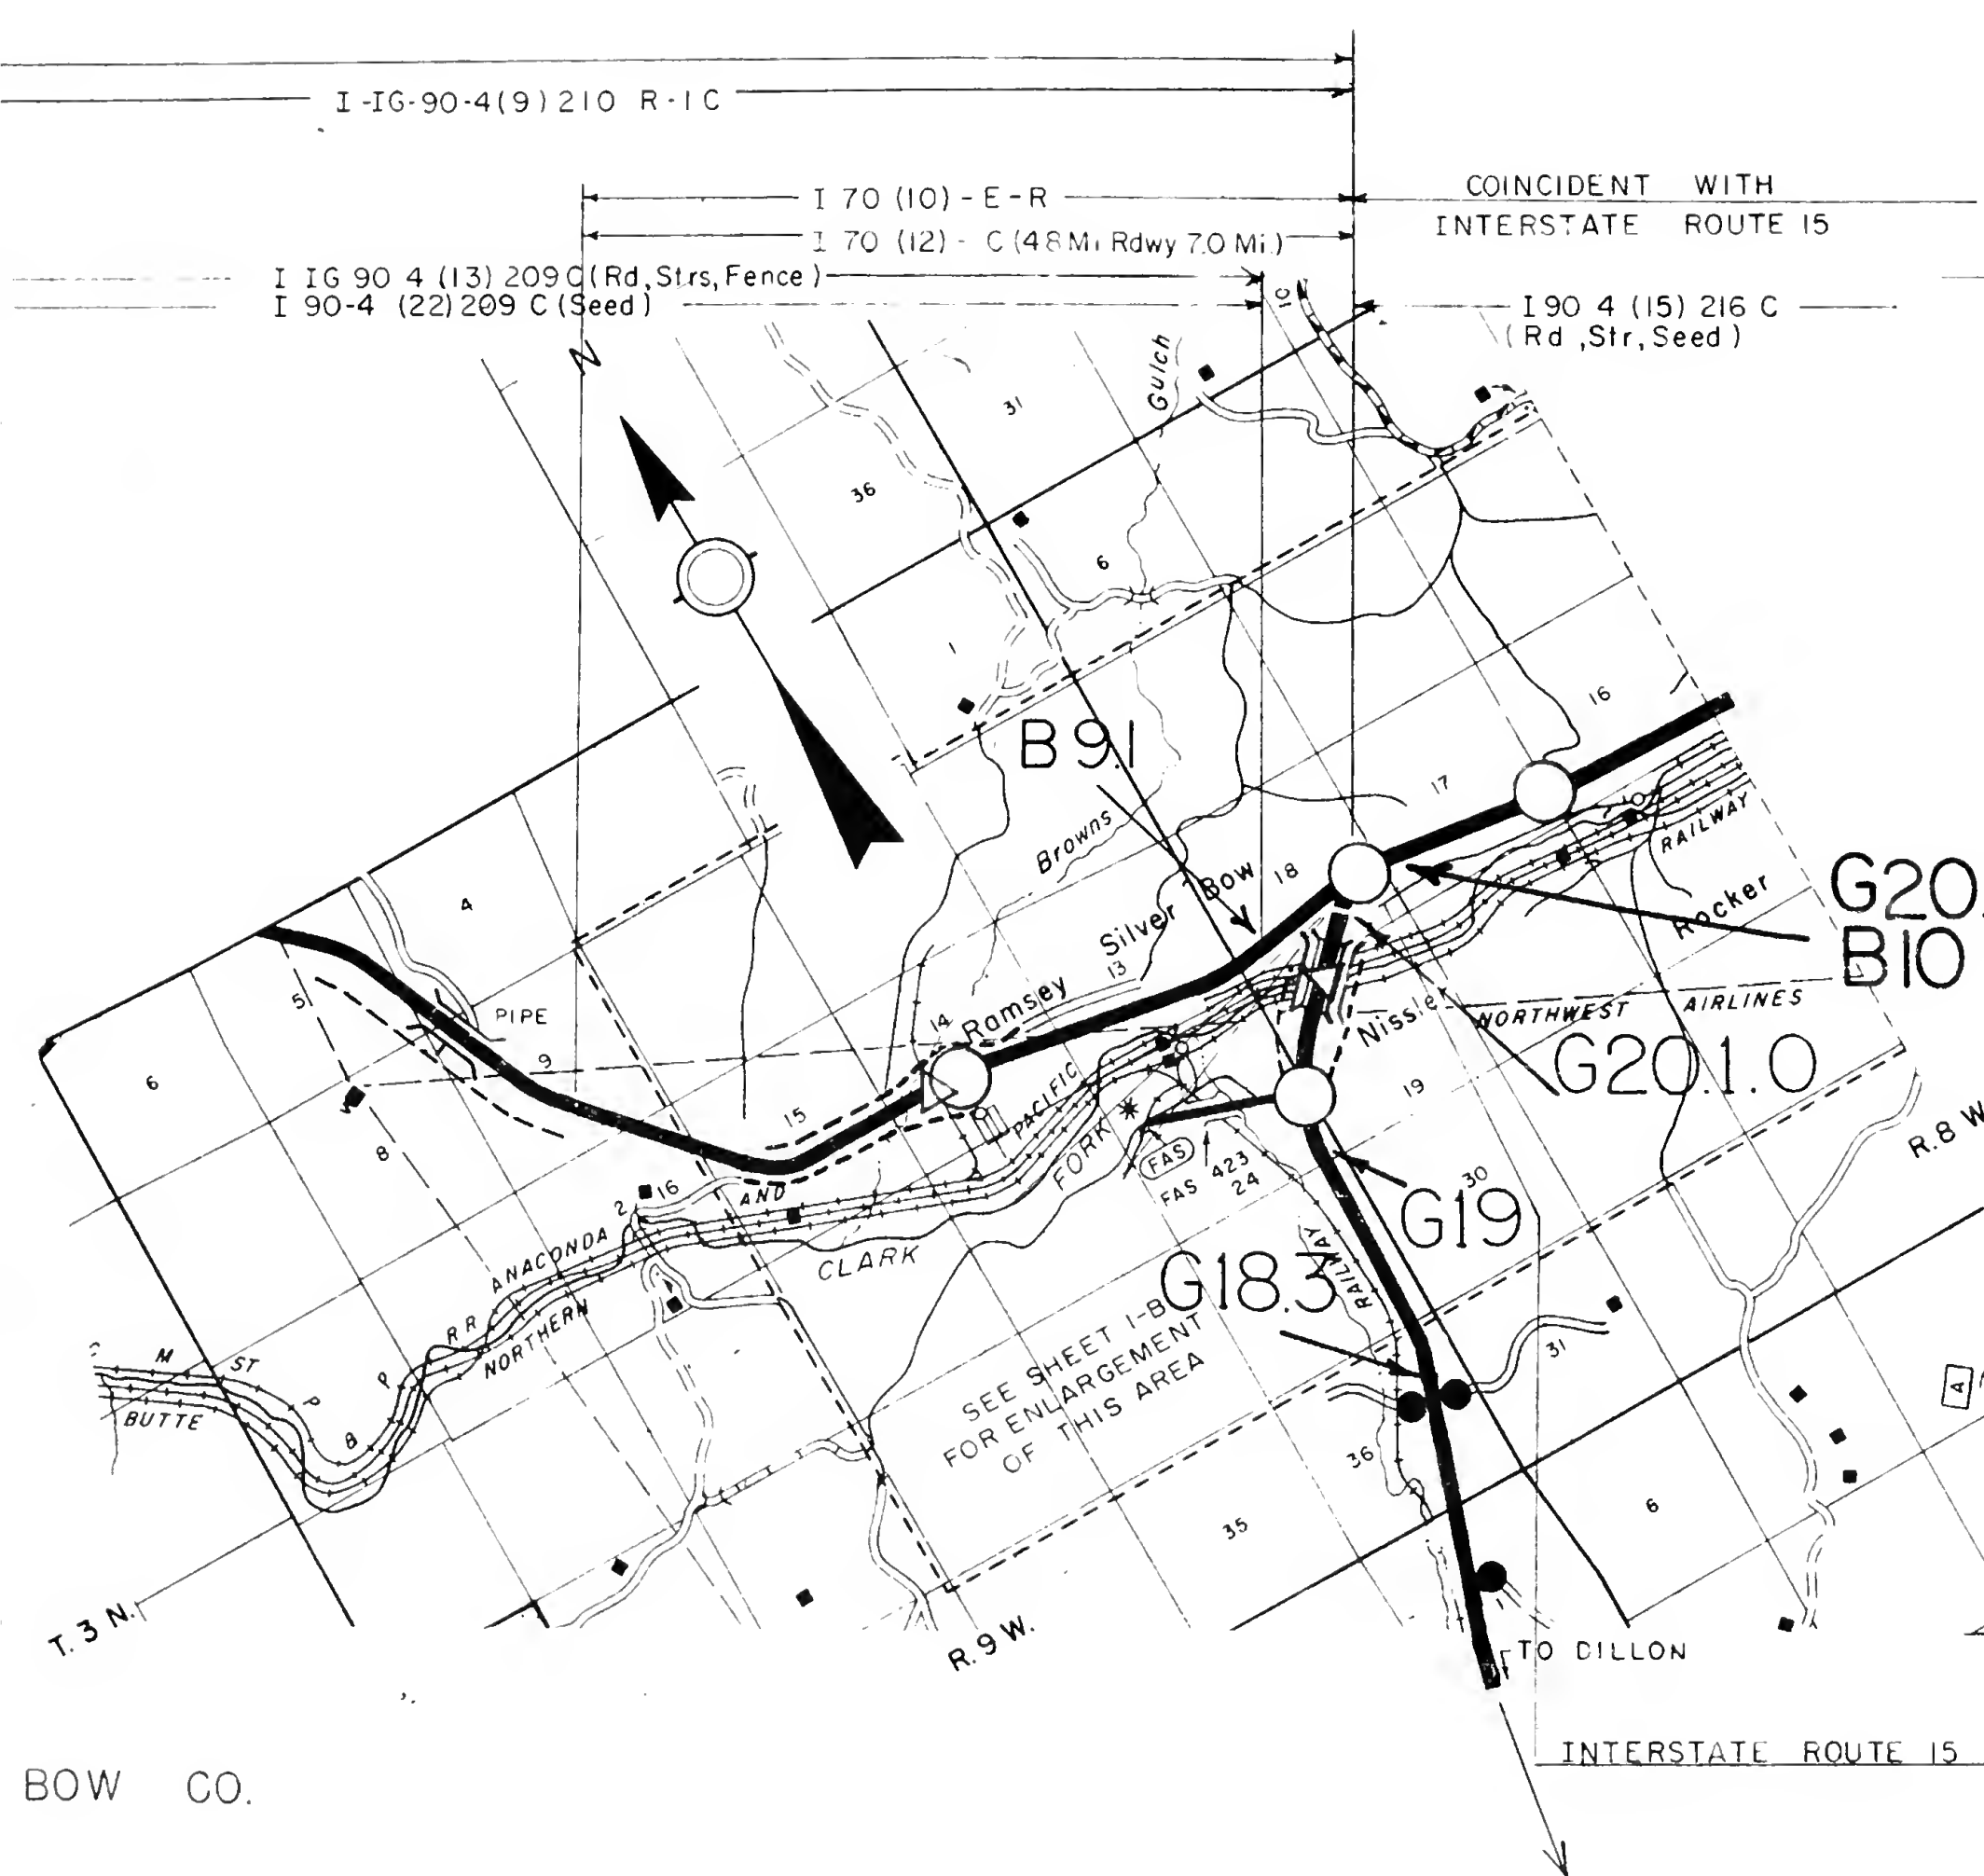 I-IG-90-4(9)210 R-1C
I 70 (10) - E-R
COINCIDENT WITH
INTERSTATE ROUTE 15
I 70 (12) - C (4.8 Mi Rdwy 7.0 Mi.)
I IG 90 4 (13) 209 C (Rd, Strs, Fence)
I 90-4 (22) 209 C (Seed)
I 90 4 (15) 216 C
(Rd, Str, Seed)
N
Gulch
31
36
6
1
16
B 9.1
17
Browns
RAILWAY
Bow
18
G20.
B10
Rocker
4
Silver
13
5
PIPE
Ramsey
14
Nissler
NORTHWEST AIRLINES
G20.1.0
9
6
15
PACIFIC
19
8
FORK
FAS
FAS 423
24
R.8 W
16
AND
2
30
G19
ANACONDA
CLARK
G18.3
RAILWAY
RR
NORTHERN
SEE SHEET 1-B
FOR ENLARGEMENT
OF THIS AREA
M ST P
31
BUTTE
B
P
A
36
35
6
T. 3 N.
R. 9 W.
TO DILLON
INTERSTATE ROUTE 15
BOW CO.